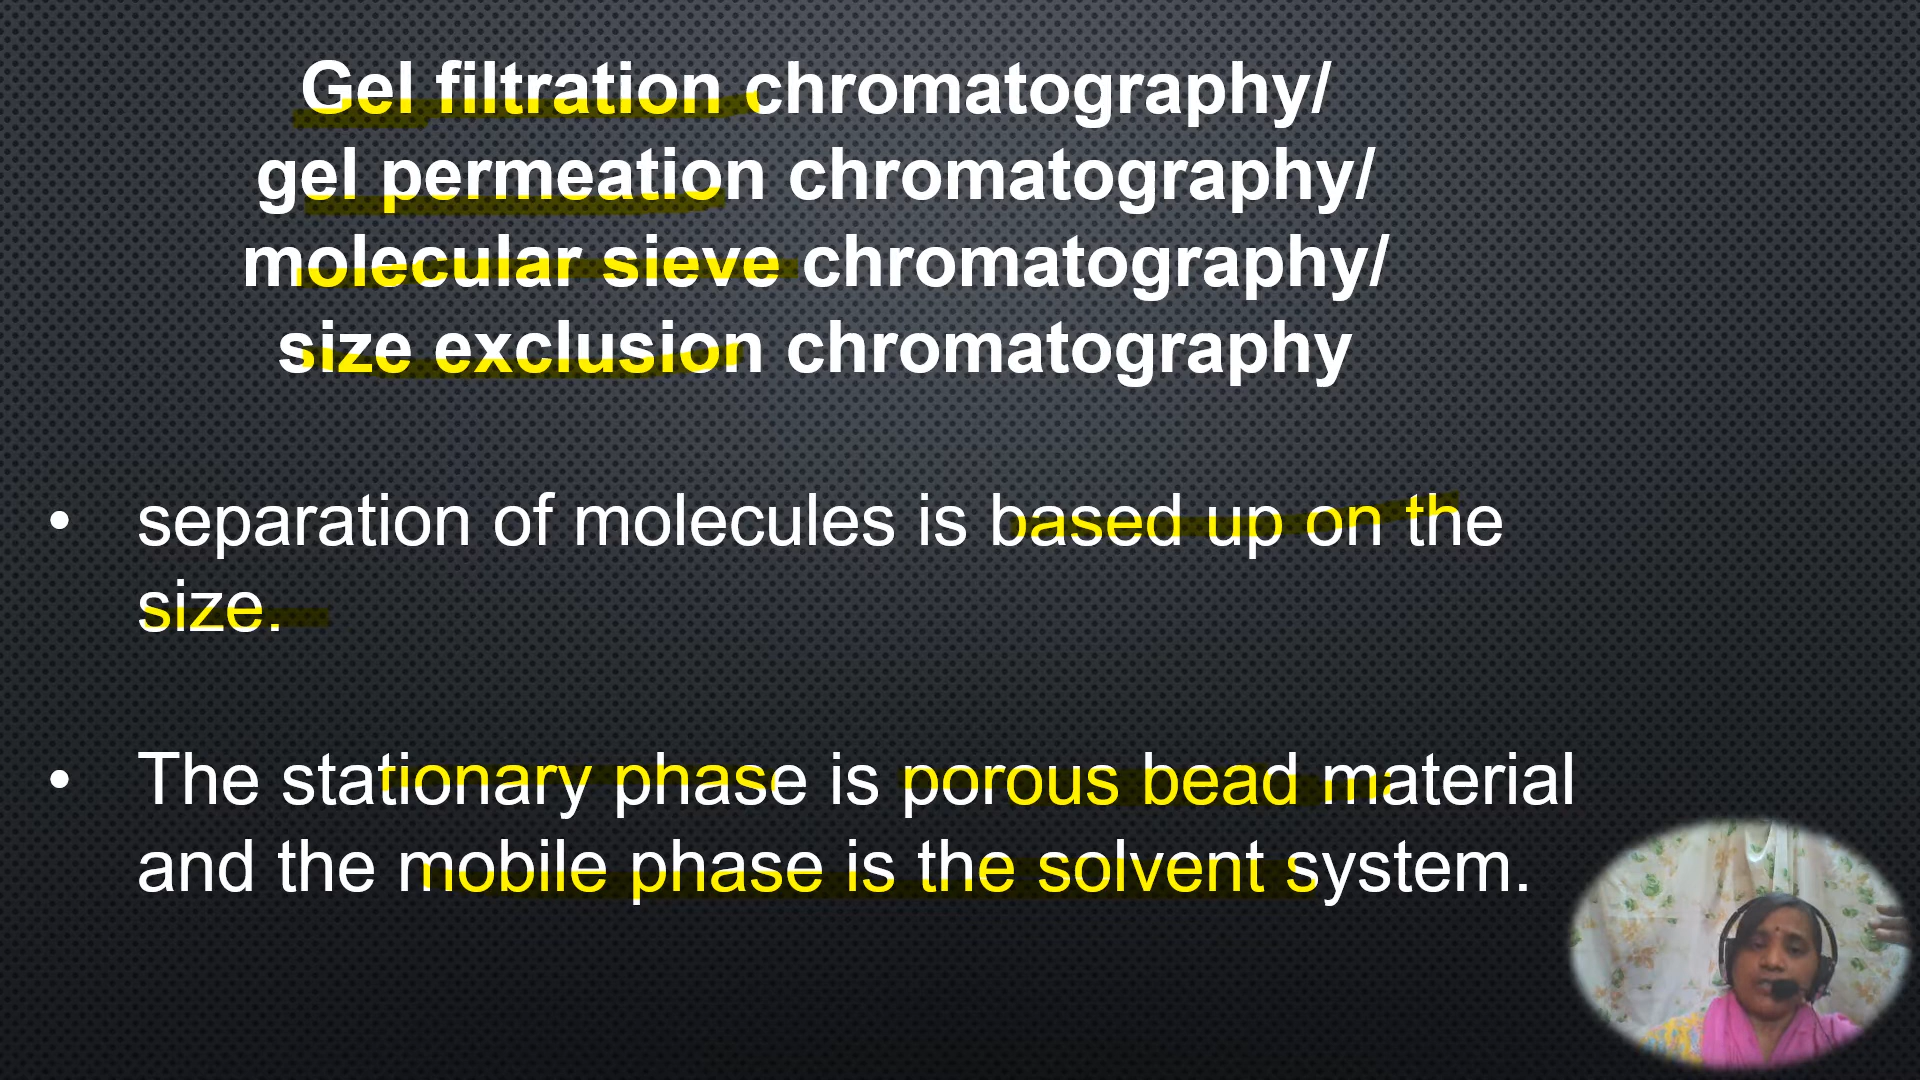 Gel filtration chromatography/
gel permeation chromatography/
molecular sieve chromatography/
size exclusion chromatography
• separation of molecules is based up on the
size.
• The stationary phase is porous bead material
and the mobile phase is the solvent system.